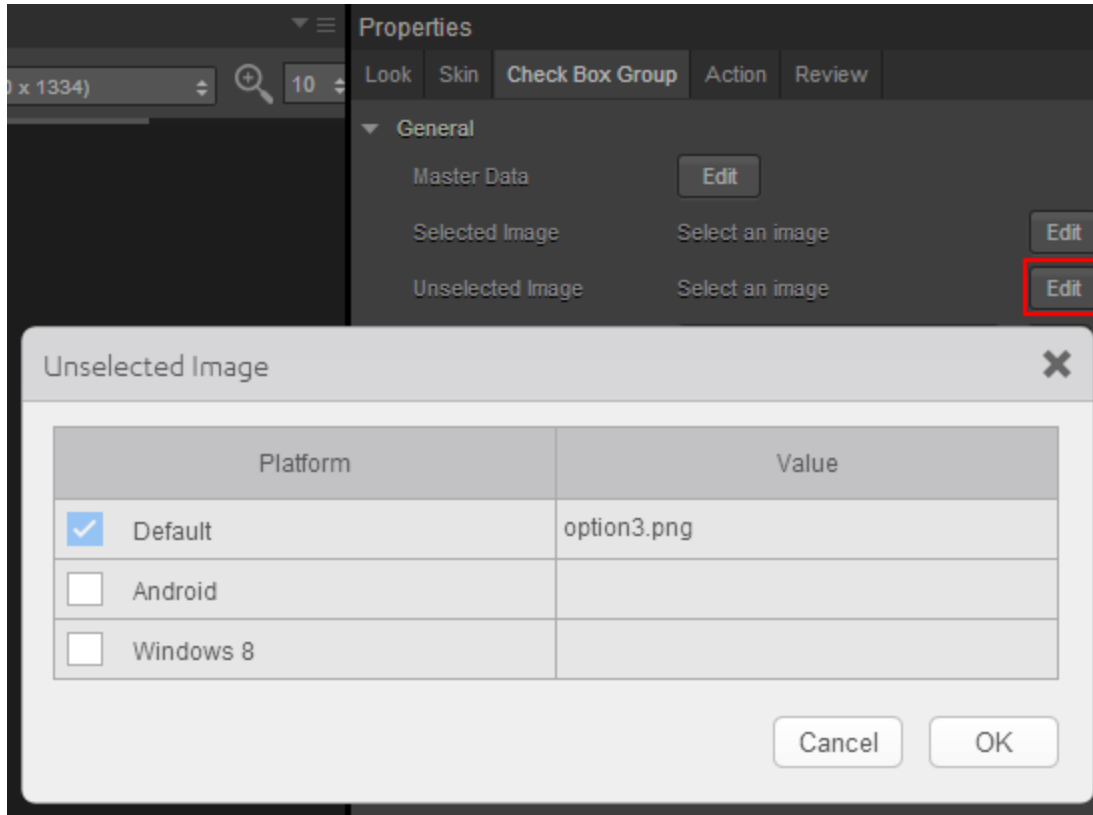 Properties
0 x 1334)
10
Look Skin Check Box Group Action Review
General
Master Data Edit
Selected Image Select an image Edit
Unselected Image Select an image Edit
Unselected Image
Platform Value
Default option3.png
Android
Windows 8
Cancel OK